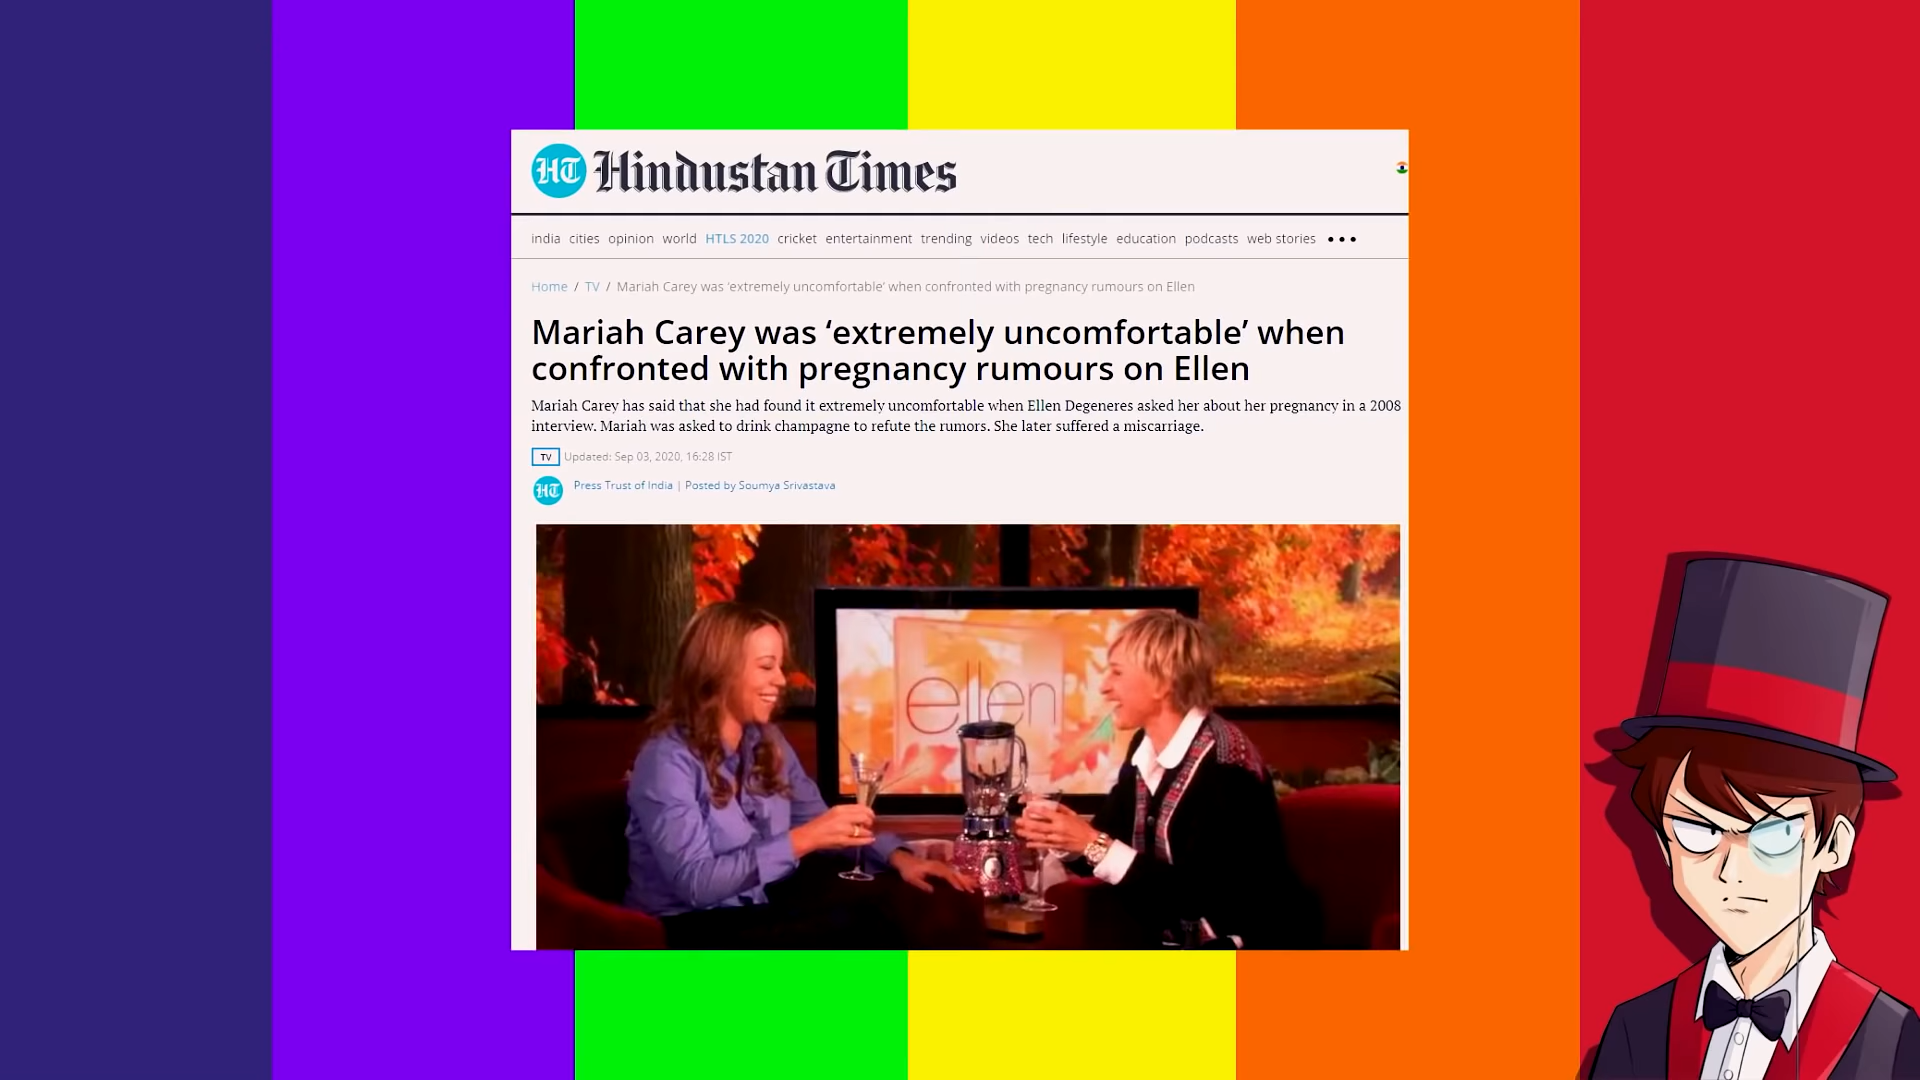 HT Hindustan Times
india cities opinion world HTLS 2020 cricket entertainment trending videos tech lifestyle education podcasts web stories •••
Home / TV / Mariah Carey was ‘extremely uncomfortable’ when confronted with pregnancy rumours on Ellen
Mariah Carey was ‘extremely uncomfortable’ when
confronted with pregnancy rumours on Ellen
Mariah Carey has said that she had found it extremely uncomfortable when Ellen Degeneres asked her about her pregnancy in a 2008
interview. Mariah was asked to drink champagne to refute the rumors. She later suffered a miscarriage.
TV Updated: Sep 03, 2020, 16:28 IST
HT Press Trust of India | Posted by Soumya Srivastava
ellen